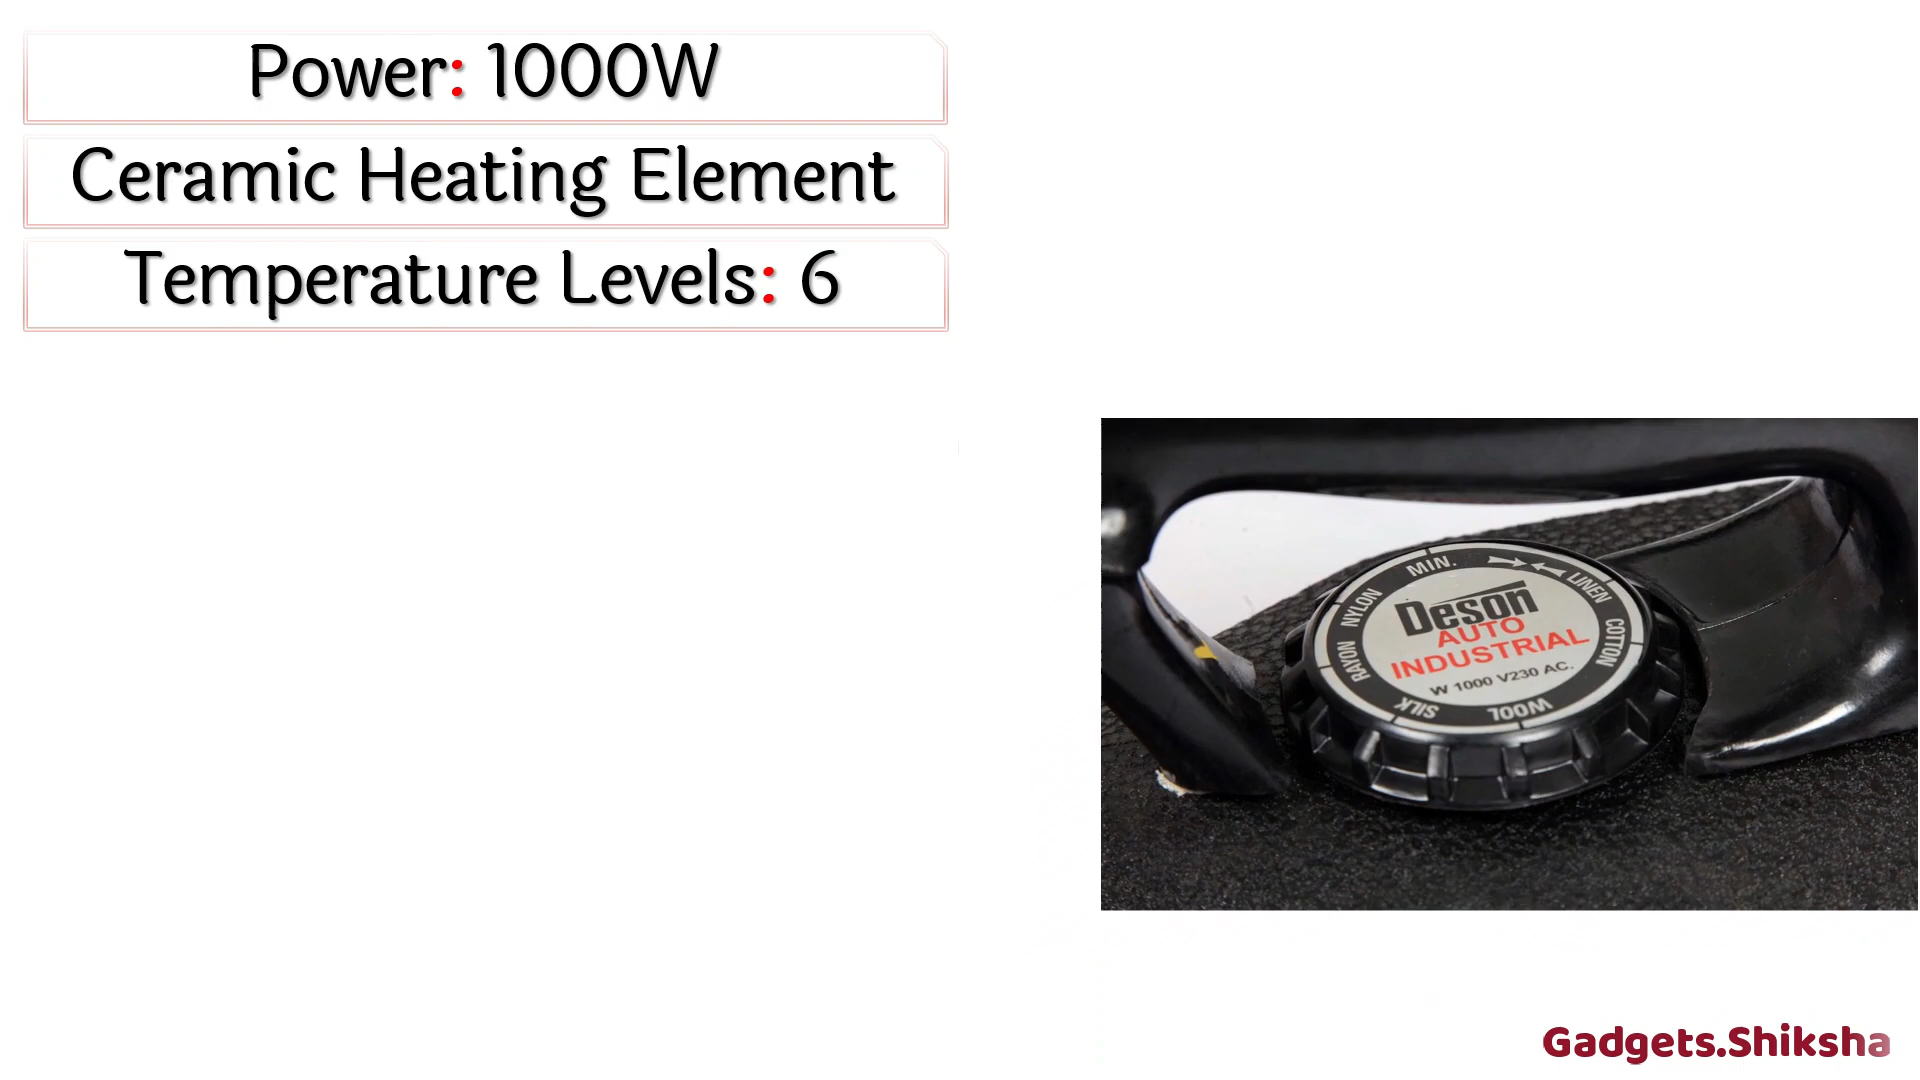 Power: 1000W
Ceramic Heating Element
Temperature Levels: 6
MIN.
LINEN
COTTON
WOOL
SILK
RAYON
NYLON
Deson
AUTO
INDUSTRIAL
W 1000 V230 AC.
Gadgets.Shiksha